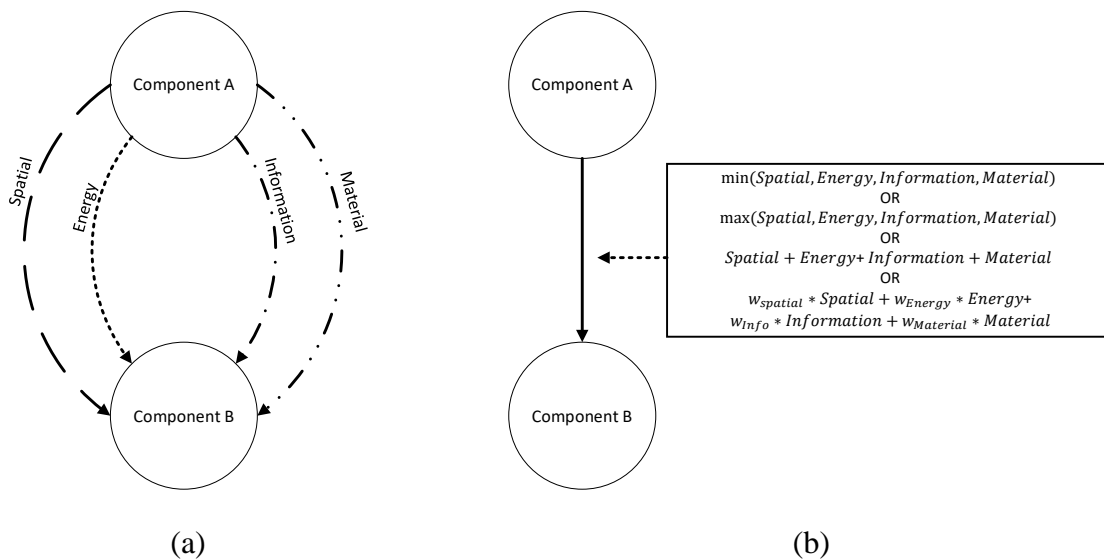 Component A
Spatial
Energy
Information
Material
Component B
(a)
Component A
min(Spatial, Energy, Information, Material)
OR
max(Spatial, Energy, Information, Material)
OR
Spatial + Energy+ Information + Material
OR
w_spatial * Spatial + w_Energy * Energy+
w_Info * Information + w_Material * Material
Component B
(b)